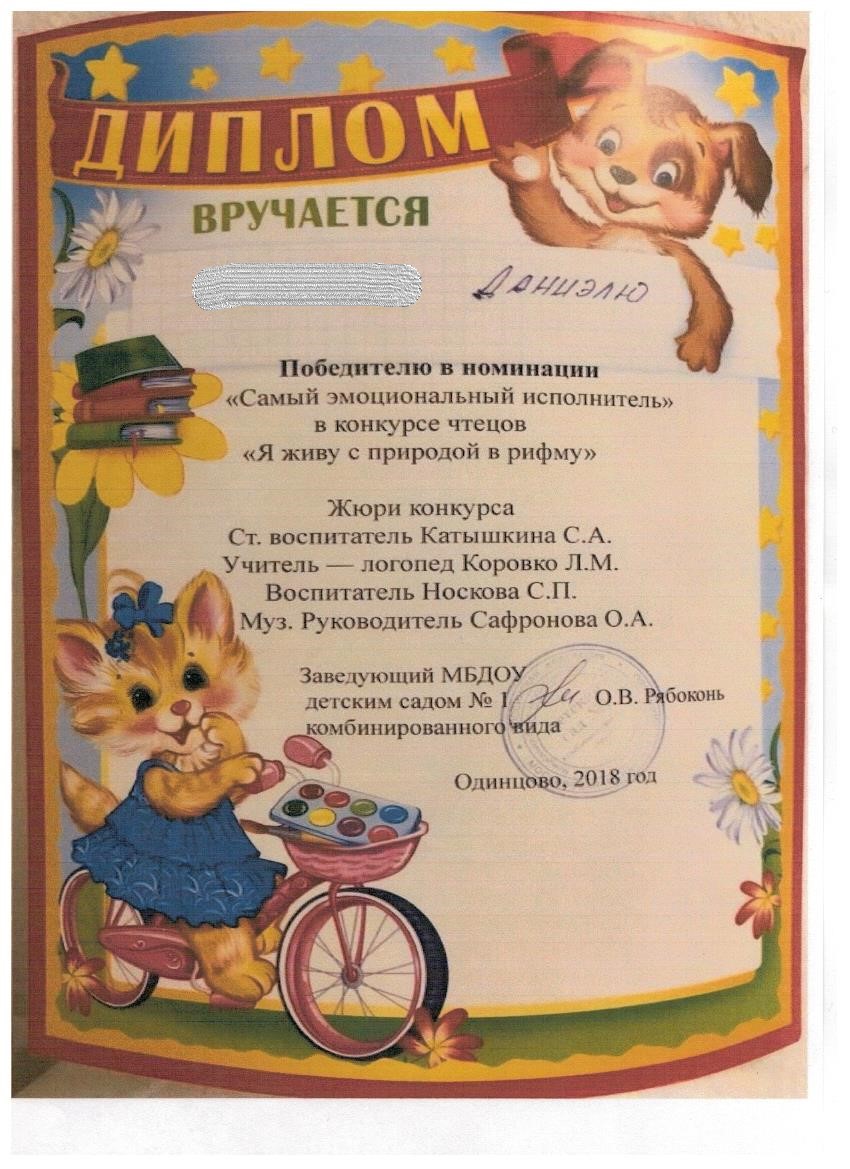 ДИПЛОМ
ВРУЧАЕТСЯ
Даниэлю
Победителю в номинации
«Самый эмоциональный исполнитель»
в конкурсе чтецов
«Я живу с природой в рифму»
Жюри конкурса
Ст. воспитатель Катышкина С.А.
Учитель — логопед Коровко Л.М.
Воспитатель Носкова С.П.
Муз. Руководитель Сафронова О.А.
Заведующий МБДОУ
детским садом № 1 О.В. Рябоконь
комбинированного вида
Одинцово, 2018 год